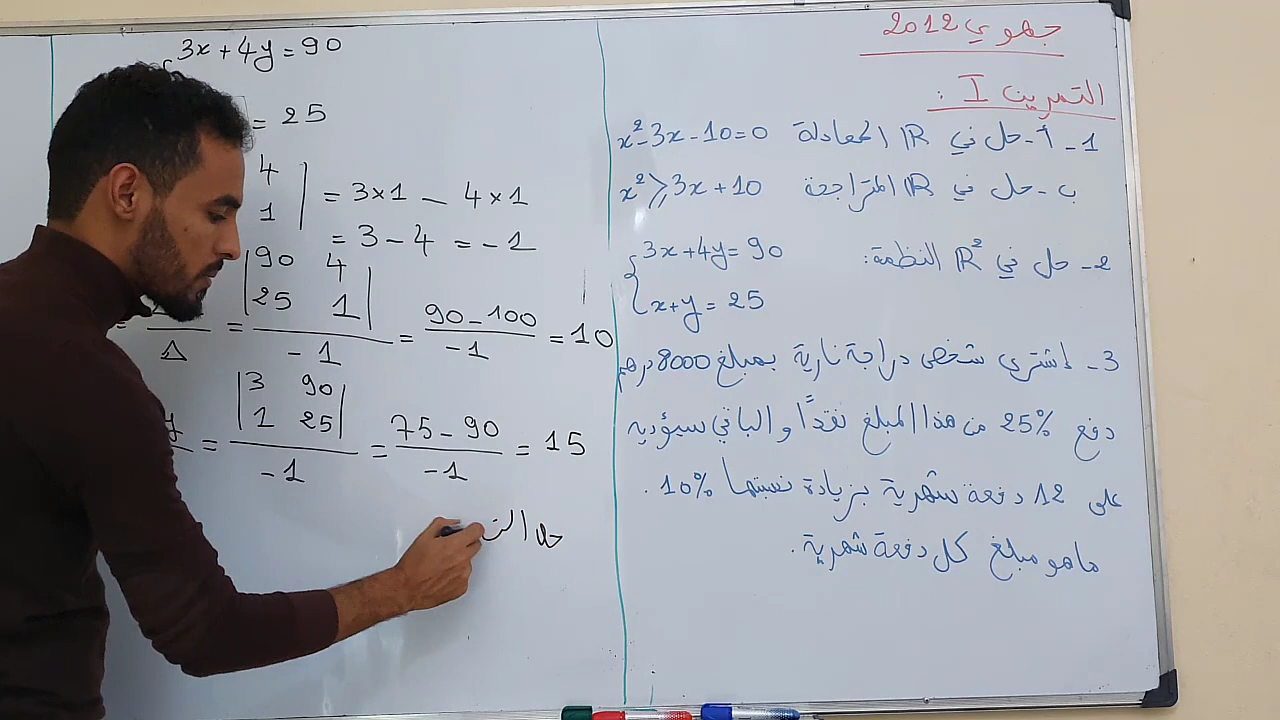 جهوي 2012
التمرين I :
1 - أ - حل في ℝ المعادلة x²-3x-10=0
ب - حل في ℝ المتراجحة x²⩾3x+10
2 - حل في ℝ² النظمة:
3x+4y=90
x+y=25
3 - اشترى شخص دراجة نارية بمبلغ 8000 درهم
دفع 25% من هذا المبلغ نقداً و الباقي سيؤديه
على 12 دفعة شهرية بزيادة نسبتها 10% .
ماهو مبلغ كل دفعة شهرية .
3x+4y=90
= 25
4
1
| = 3×1 - 4×1
= 3-4 = -1
= |90 4|
|25 1|
Δ = -1 = 90-100 / -1 = 10
y = |3 90|
|1 25|
-1 = 75-90 / -1 = 15